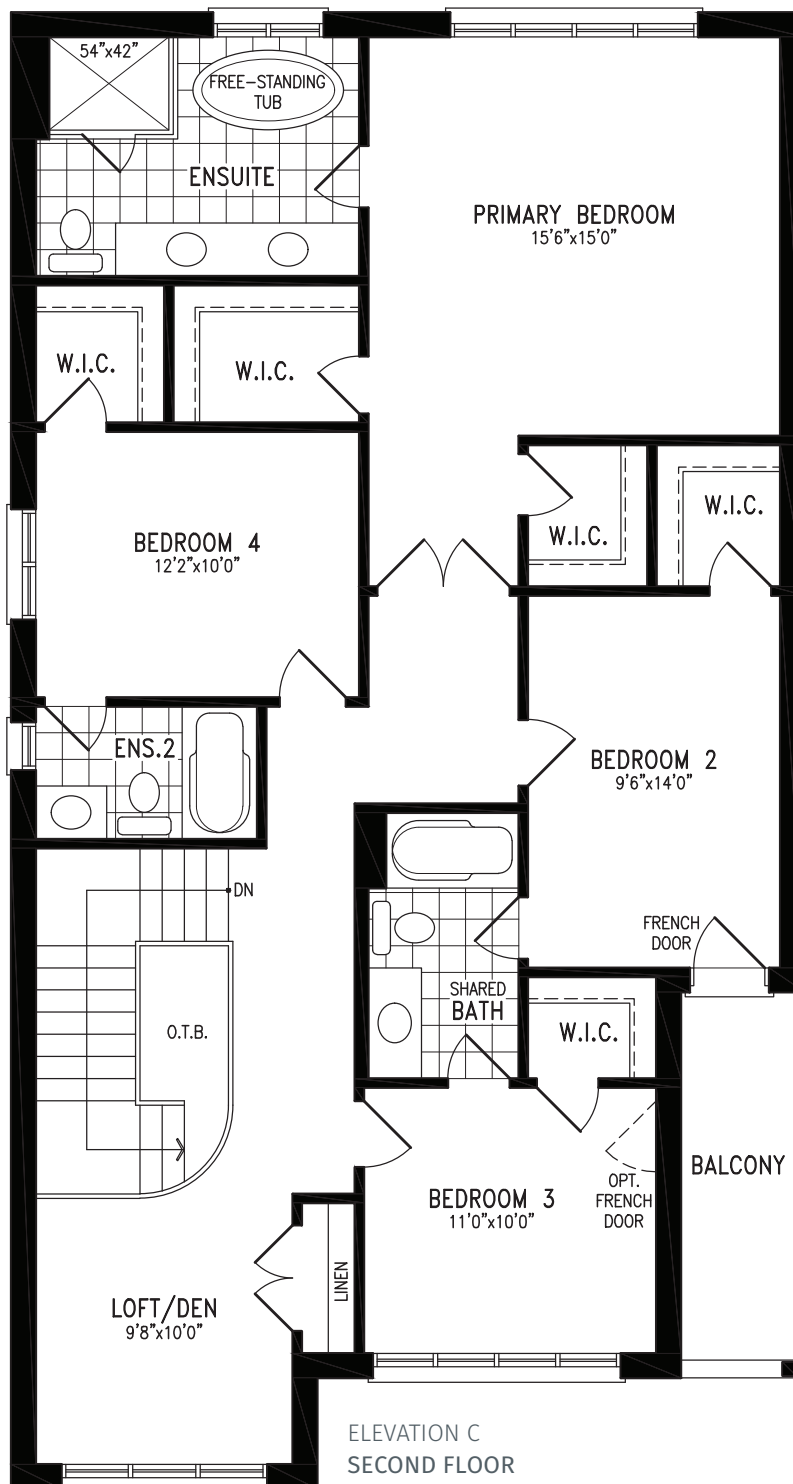 54"x42"
FREE-STANDING
TUB
ENSUITE
PRIMARY BEDROOM
15'6"x15'0"
W.I.C.
W.I.C.
BEDROOM 4
12'2"x10'0"
W.I.C.
W.I.C.
ENS.2
BEDROOM 2
9'6"x14'0"
DN
FRENCH
DOOR
SHARED
BATH
O.T.B.
W.I.C.
BALCONY
OPT.
FRENCH
DOOR
BEDROOM 3
11'0"x10'0"
LINEN
LOFT/DEN
9'8"x10'0"
ELEVATION C
SECOND FLOOR